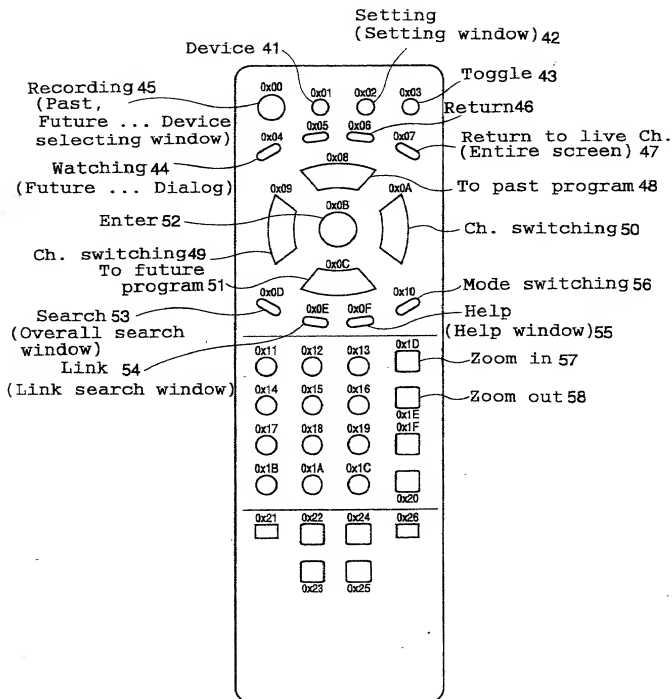 Setting
(Setting window) 42
Device 41
Toggle 43
Recording 45
(Past,
Future ... Device
selecting window)
0x00
0x01
0x02
0x03
Return 46
0x04
0x05
0x06
0x07
Return to live Ch.
(Entire screen) 47
Watching 44
(Future ... Dialog)
0x08
To past program 48
0x09
0x0A
0x0B
Enter 52
Ch. switching 50
Ch. switching 49
To future
program 51
0x0C
Mode switching 56
0x0D
0x0E
0x0F
0x10
Search 53
(Overall search
window)
Help
(Help window) 55
Link 54
(Link search window)
0x11
0x12
0x13
0x1D
Zoom in 57
0x14
0x15
0x16
Zoom out 58
0x1E
0x1F
0x17
0x18
0x19
0x1B
0x1A
0x1C
0x20
0x21
0x22
0x24
0x26
0x23
0x25